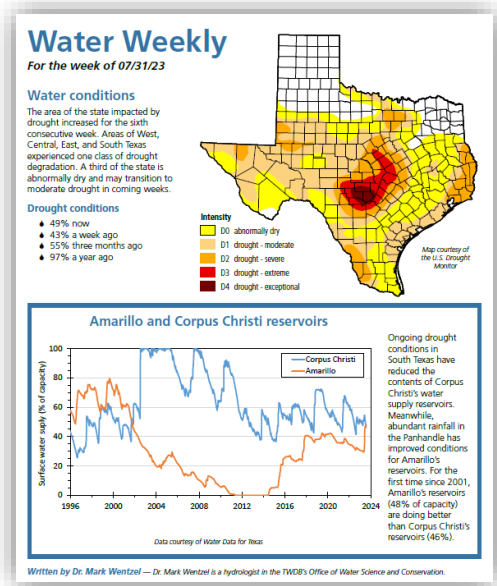 Water Weekly
For the week of 07/31/23
Water conditions
The area of the state impacted by
drought increased for the sixth
consecutive week. Areas of West,
Central, East, and South Texas
experienced one class of drought
degradation. A third of the state is
abnormally dry and may transition to
moderate drought in coming weeks.
Drought conditions
49% now
43% a week ago
55% three months ago
97% a year ago
Intensity
D0 abnormally dry
D1 drought - moderate
D2 drought - severe
D3 drought - extreme
D4 drought - exceptional
Map courtesy of
the U.S. Drought
Monitor
Amarillo and Corpus Christi reservoirs
Surface water suply (% of capacity)
100
80
60
40
20
0
1996
2000
2004
2008
2012
2016
2020
2024
Corpus Christi
Amarillo
Data courtesy of Water Data for Texas
Ongoing drought
conditions in
South Texas have
reduced the
contents of Corpus
Christi's water
supply reservoirs.
Meanwhile,
abundant rainfall in
the Panhandle has
improved conditions
for Amarillo's
reservoirs. For the
first time since 2001,
Amarillo's reservoirs
(48% of capacity)
are doing better
than Corpus Christi's
reservoirs (46%).
Written by Dr. Mark Wentzel — Dr. Mark Wentzel is a hydrologist in the TWDB's Office of Water Science and Conservation.